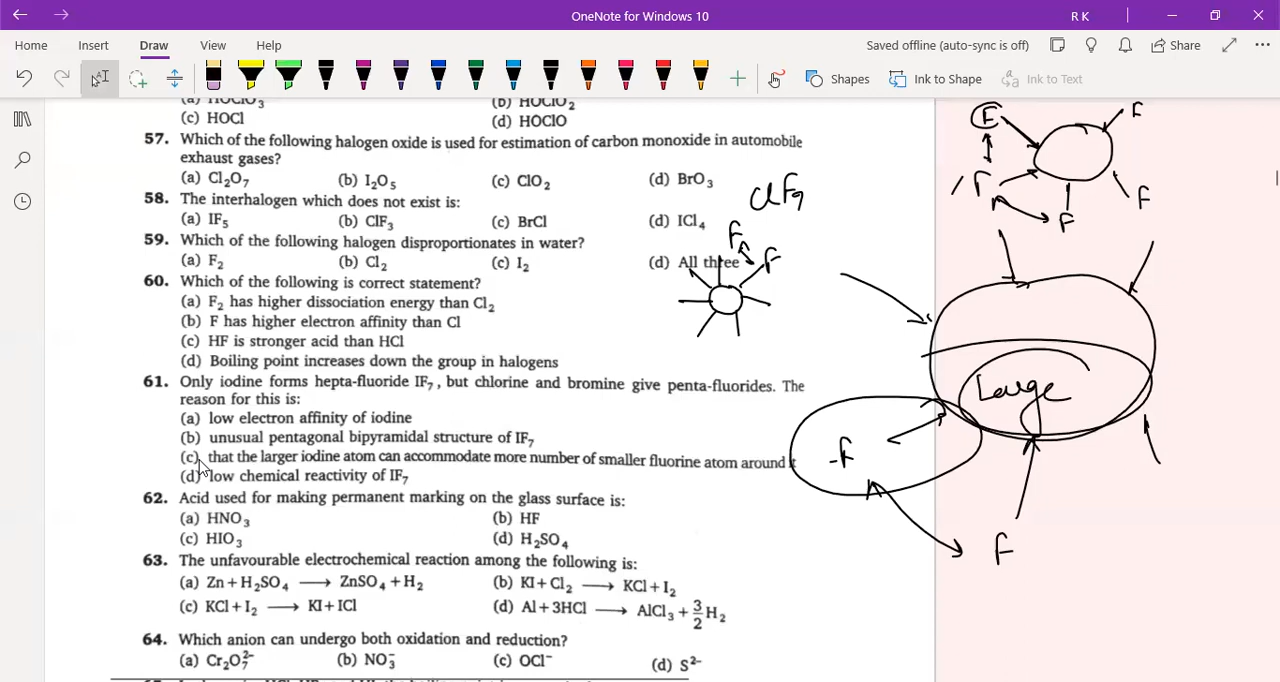 OneNote for Windows 10
R K
Home Insert Draw View Help
Saved offline (auto-sync is off) Share
Shapes Ink to Shape Ink to Text
(a) HOClO3 (b) HOClO2
(c) HOCl (d) HOClO
57. Which of the following halogen oxide is used for estimation of carbon monoxide in automobile
exhaust gases?
(a) Cl2O7 (b) I2O5 (c) ClO2 (d) BrO3
58. The interhalogen which does not exist is:
(a) IF5 (b) ClF3 (c) BrCl (d) ICl4
59. Which of the following halogen disproportionates in water?
(a) F2 (b) Cl2 (c) I2 (d) All three
60. Which of the following is correct statement?
(a) F2 has higher dissociation energy than Cl2
(b) F has higher electron affinity than Cl
(c) HF is stronger acid than HCl
(d) Boiling point increases down the group in halogens
61. Only iodine forms hepta-fluoride IF7, but chlorine and bromine give penta-fluorides. The
reason for this is:
(a) low electron affinity of iodine
(b) unusual pentagonal bipyramidal structure of IF7
(c) that the larger iodine atom can accommodate more number of smaller fluorine atom around it
(d) low chemical reactivity of IF7
62. Acid used for making permanent marking on the glass surface is:
(a) HNO3 (b) HF
(c) HIO3 (d) H2SO4
63. The unfavourable electrochemical reaction among the following is:
(a) Zn + H2SO4 ⟶ ZnSO4 + H2 (b) KI + Cl2 ⟶ KCl + I2
(c) KCl + I2 ⟶ KI + ICl (d) Al + 3HCl ⟶ AlCl3 + 3/2 H2
64. Which anion can undergo both oxidation and reduction?
(a) Cr2O7^2- (b) NO3^- (c) OCl^- (d) S^2-
ClF7
F
F
F
F
F
F
F
Large
F
F